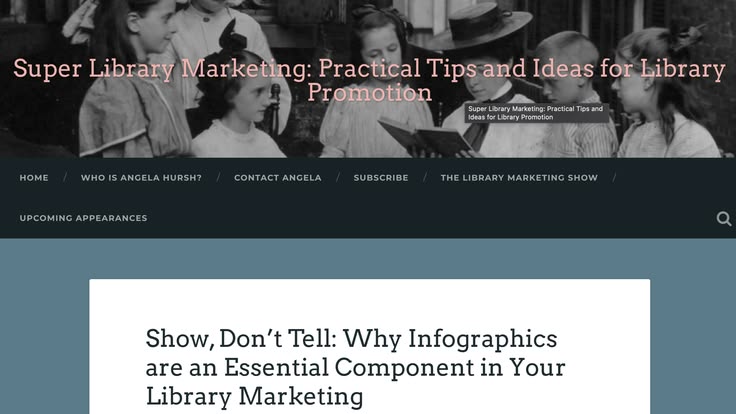 Super Library Marketing: Practical Tips and Ideas for Library
Promotion
Super Library Marketing: Practical Tips and
Ideas for Library Promotion
HOME / WHO IS ANGELA HURSH? / CONTACT ANGELA / SUBSCRIBE / THE LIBRARY MARKETING SHOW /
UPCOMING APPEARANCES
Show, Don’t Tell: Why Infographics
are an Essential Component in Your
Library Marketing